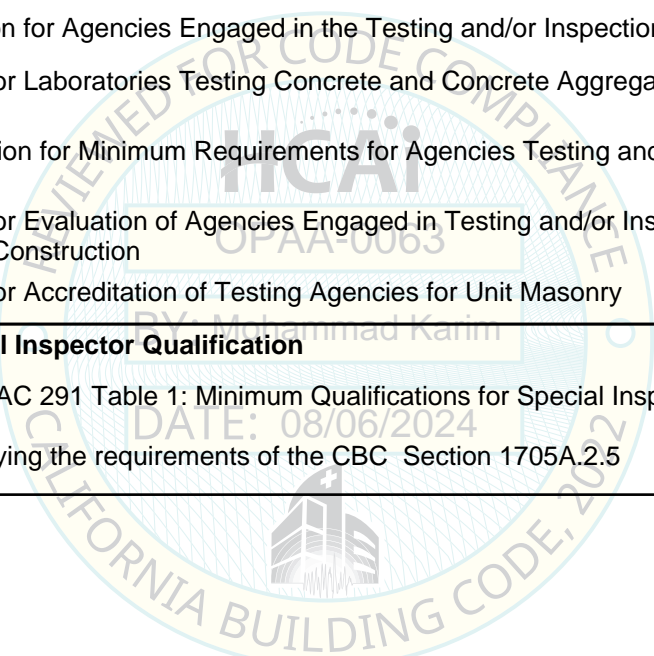 on for Agencies Engaged in the Testing and/or Inspection
or Laboratories Testing Concrete and Concrete Aggrega
ion for Minimum Requirements for Agencies Testing and
or Evaluation of Agencies Engaged in Testing and/or Ins
Construction
or Accreditation of Testing Agencies for Unit Masonry
l Inspector Qualification
AC 291 Table 1: Minimum Qualifications for Special Insp
ying the requirements of the CBC Section 1705A.2.5
REVIEWED FOR CODE COMPLIANCE
HCAi
OPAA-0063
BY: Mohammad Karim
DATE: 08/06/2024
CALIFORNIA BUILDING CODE, 2022